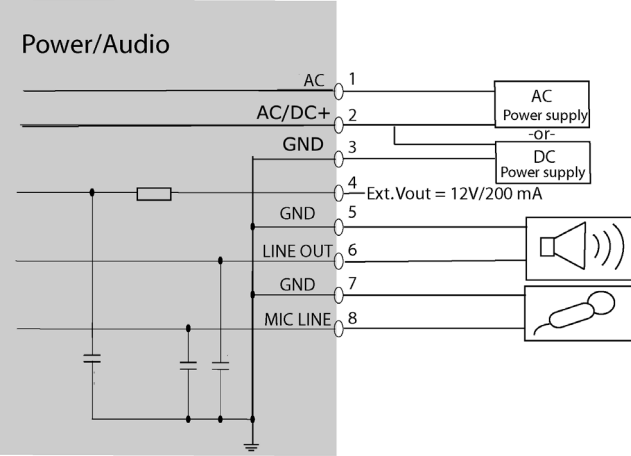 Power/Audio
AC 1
AC
Power supply
AC/DC+ 2
-or-
GND 3
DC
Power supply
4 Ext.Vout = 12V/200 mA
GND 5
LINE OUT 6
GND 7
MIC LINE 8